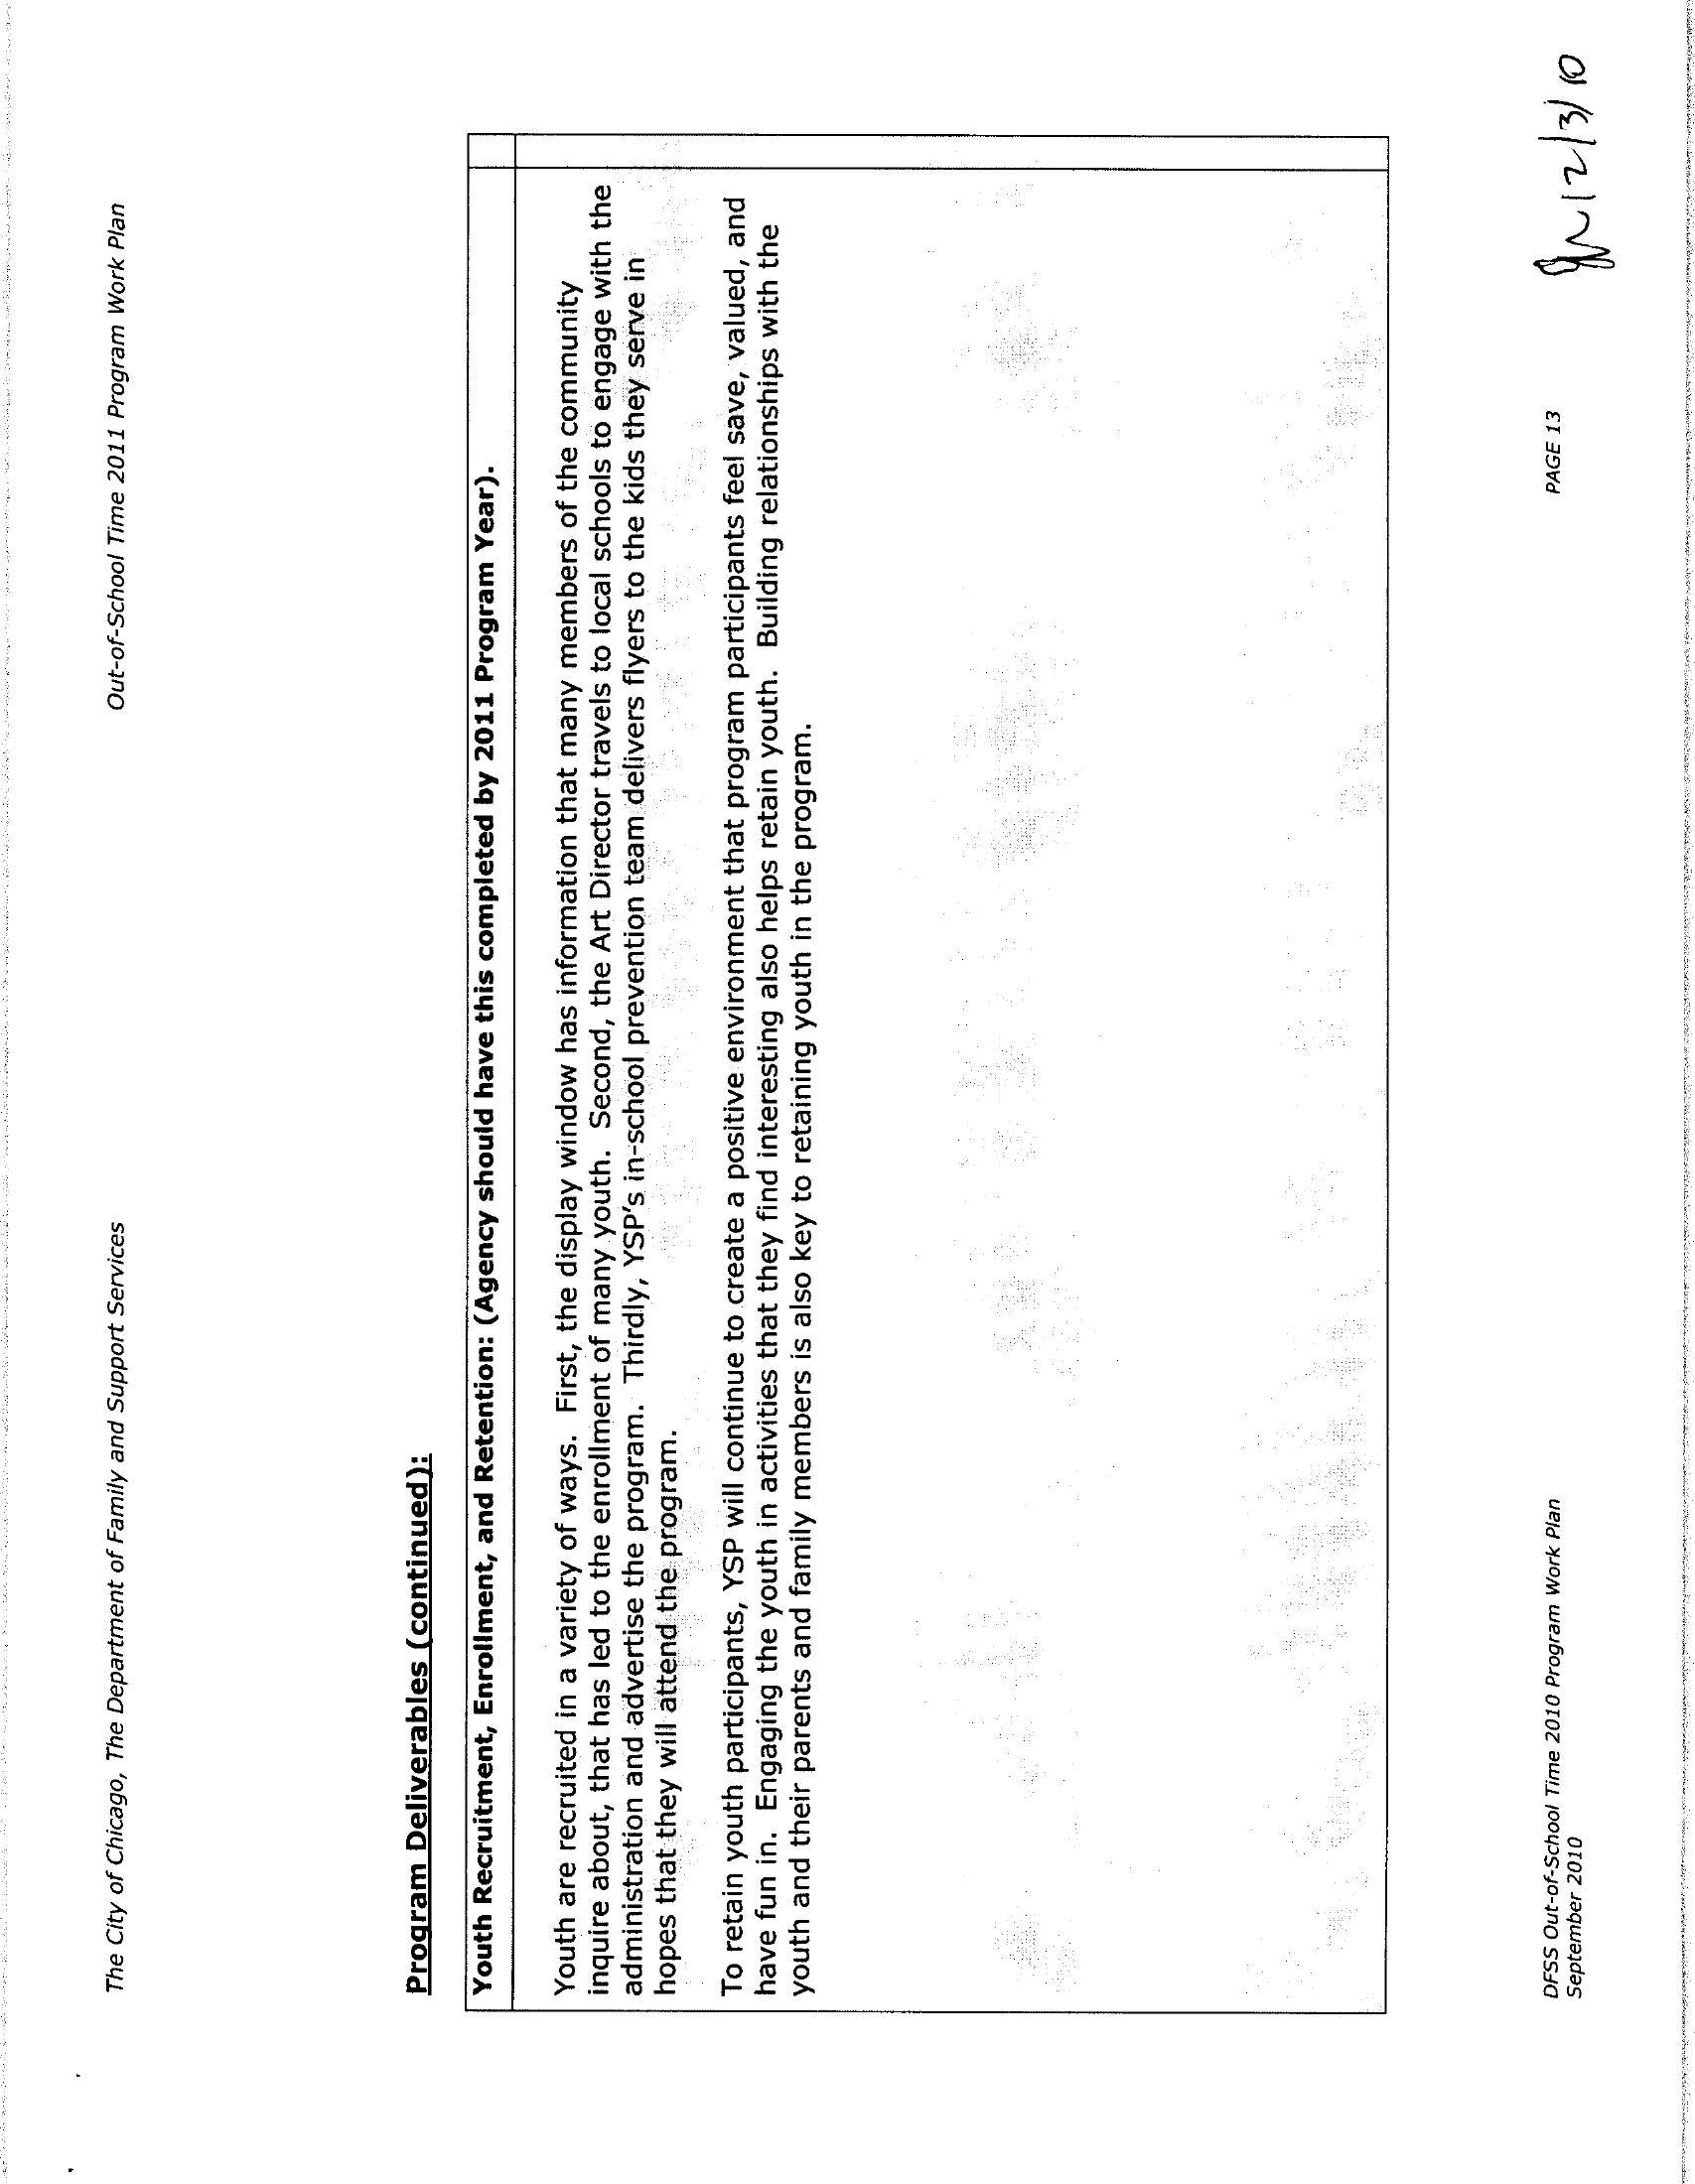 The City of Chicago, The Department of Family and Support Services Out-of-School Time 2011 Program Work Plan
Program Deliverables (continued):
Youth Recruitment, Enrollment, and Retention: (Agency should have this completed by 2011 Program Year).
Youth are recruited in a variety of ways. First, the display window has information that many members of the community
inquire about, that has led to the enrollment of many youth. Second, the Art Director travels to local schools to engage with the
administration and advertise the program. Thirdly, YSP's in-school prevention team delivers flyers to the kids they serve in
hopes that they will attend the program.
To retain youth participants, YSP will continue to create a positive environment that program participants feel save, valued, and
have fun in. Engaging the youth in activities that they find interesting also helps retain youth. Building relationships with the
youth and their parents and family members is also key to retaining youth in the program.
DFSS Out-of-School Time 2010 Program Work Plan PAGE 13
September 2010
12/3/10